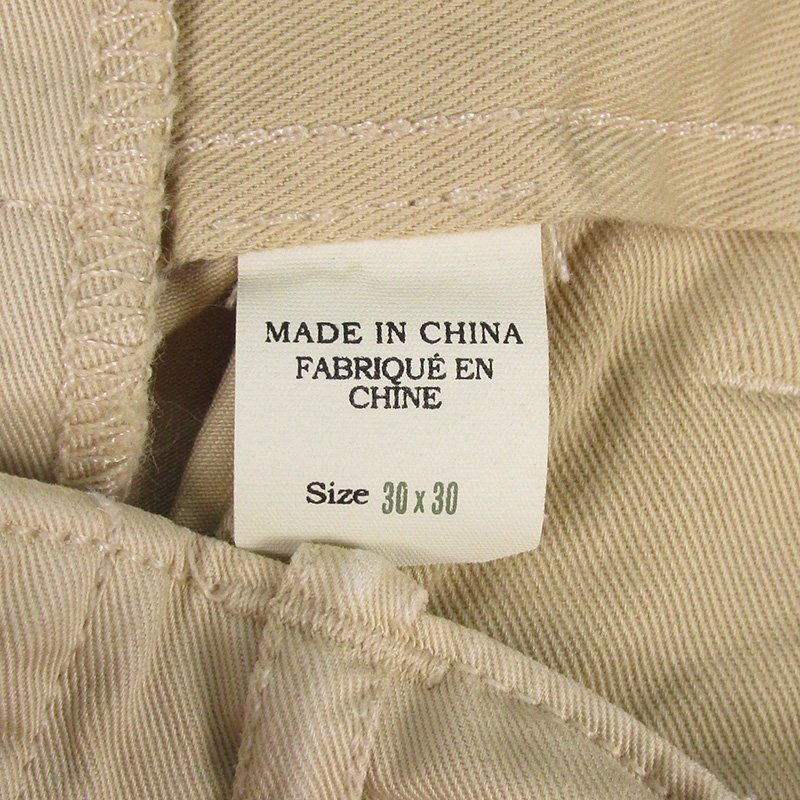 MADE IN CHINA
FABRIQUÉ EN
CHINE
Size 30 x 30